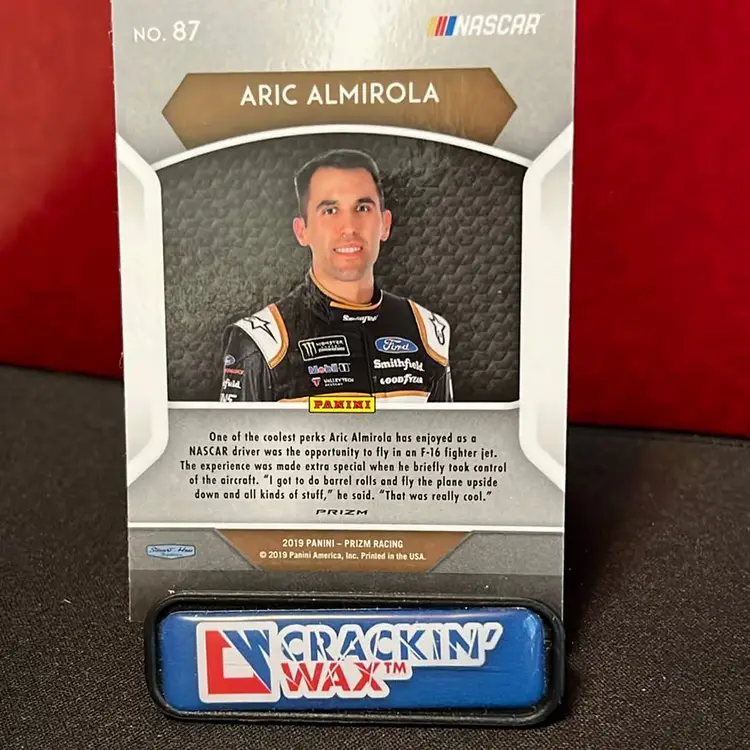 NO. 87
NASCAR
ARIC ALMIROLA
Smithfield
MONSTER
Ford
Mobil 1
Smithfield
VALLEY TECH
GOODYEAR
PANINI
One of the coolest perks Aric Almirola has enjoyed as a
NASCAR driver was the opportunity to fly in an F-16 fighter jet.
The experience was made extra special when he briefly took control
of the aircraft. “I got to do barrel rolls and fly the plane upside
down and all kinds of stuff,” he said. “That was really cool.”
PRIZM
2019 PANINI – PRIZM RACING
© 2019 Panini America, Inc. Printed in the USA.
CRACKIN'
WAX™